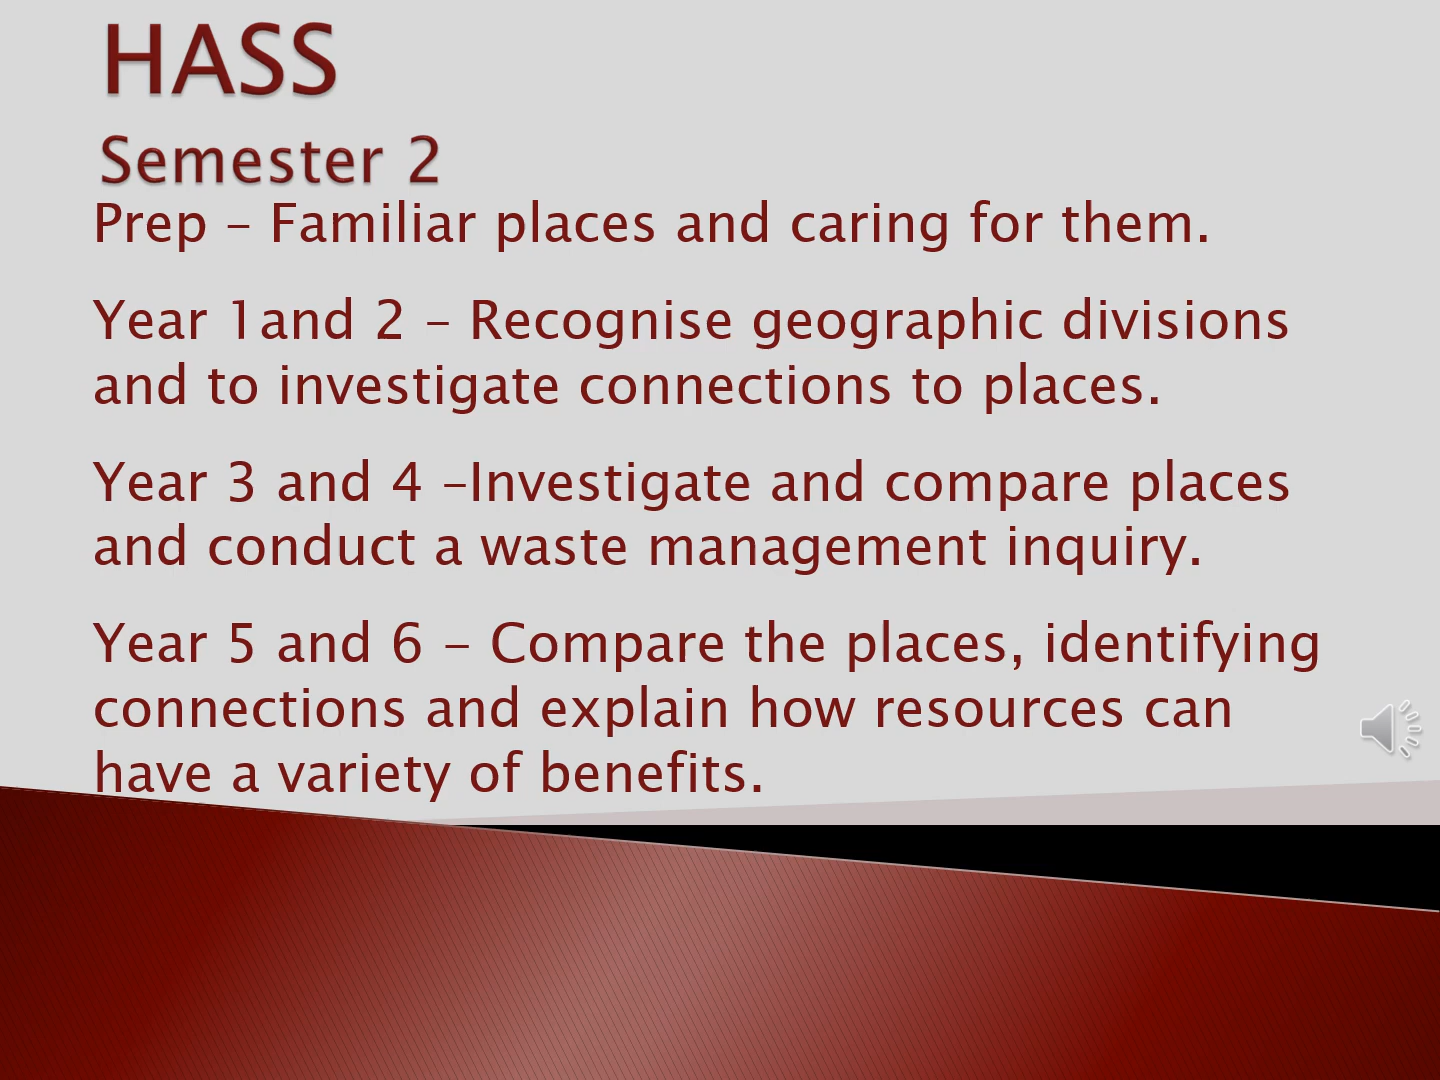 HASS
Semester 2
Prep – Familiar places and caring for them.
Year 1and 2 – Recognise geographic divisions
and to investigate connections to places.
Year 3 and 4 –Investigate and compare places
and conduct a waste management inquiry.
Year 5 and 6 – Compare the places, identifying
connections and explain how resources can
have a variety of benefits.